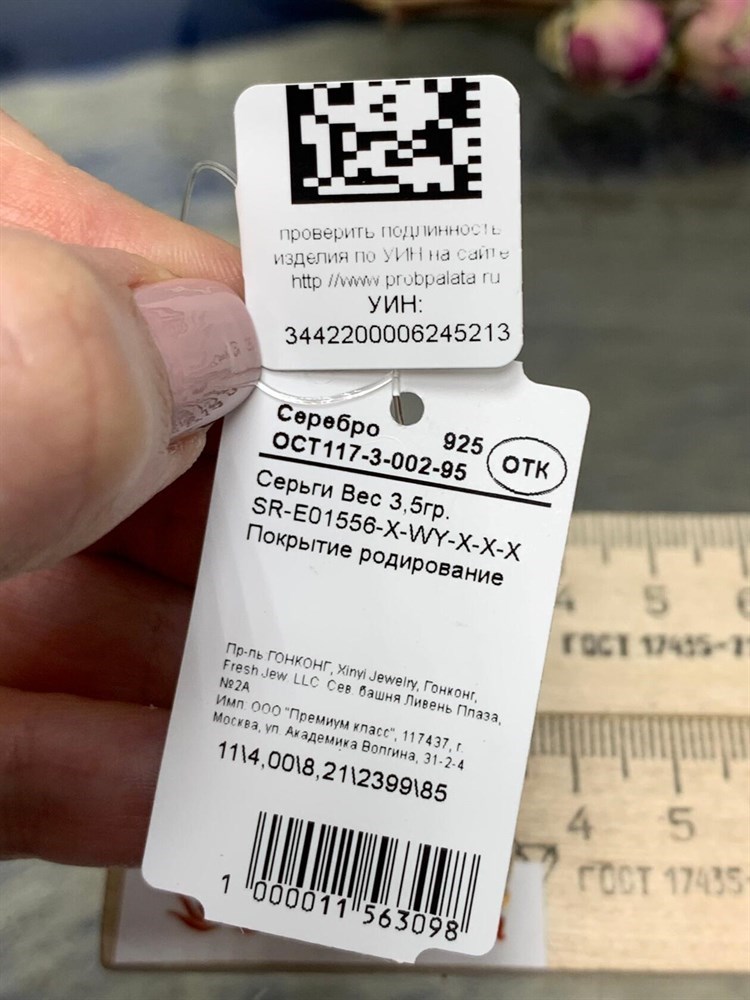 проверить подлинность
изделия по УИН на сайте
http //www probpalata ru
УИН:
3442200006245213
Серебро 925
ОСТ117-3-002-95
ОТК
Серьги Вес 3,5гр.
SR-E01556-X-WY-X-X-X
Покрытие родирование
Пр-ль ГОНКОНГ, Xinyi Jewelry, Гонконг,
Fresh Jew. LLC Сев. башня Ливень Плаза,
№2А
Имп: ООО "Премиум класс", 117437, г.
Москва, ул. Академика Волгина, 31-2-4
11\4,00\8,21\2399\85
1 000011 563098
4 5 6
ГОСТ 17435-7
4 5
ГОСТ 17435